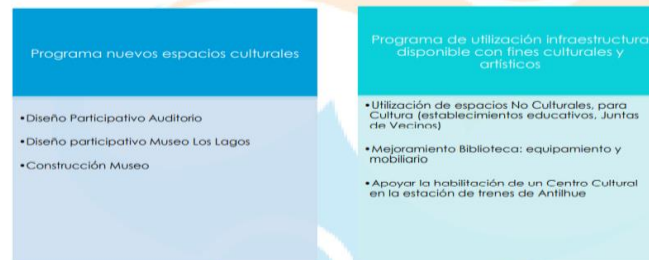 Programa nuevos espacios culturales
•Diseño Participativo Auditorio
•Diseño participativo Museo Los Lagos
•Construcción Museo
Programa de utilización infraestructura
disponible con fines culturales y
artísticos
•Utilización de espacios No Culturales, para
Cultura (establecimientos educativos, Juntas
de Vecinos)
•Mejoramiento Biblioteca: equipamiento y
mobiliario
•Apoyar la habilitación de un Centro Cultural
en la estación de trenes de Antilhue